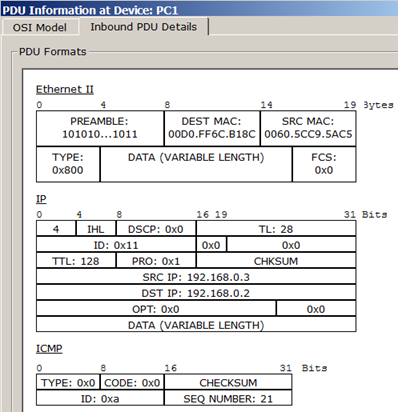 PDU Information at Device: PC1
OSI Model Inbound PDU Details
PDU Formats
Ethernet II
0 4 8 14 19 Bytes
PREAMBLE: DEST MAC: SRC MAC:
101010...1011 00D0.FF6C.B18C 0060.5CC9.5AC5
TYPE: DATA (VARIABLE LENGTH) FCS:
0x800 0x0
IP
0 4 8 16 19 31 Bits
4 IHL DSCP: 0x0 TL: 28
ID: 0x11 0x0 0x0
TTL: 128 PRO: 0x1 CHKSUM
SRC IP: 192.168.0.3
DST IP: 192.168.0.2
OPT: 0x0 0x0
DATA (VARIABLE LENGTH)
ICMP
0 8 16 31 Bits
TYPE: 0x0 CODE: 0x0 CHECKSUM
ID: 0xa SEQ NUMBER: 21